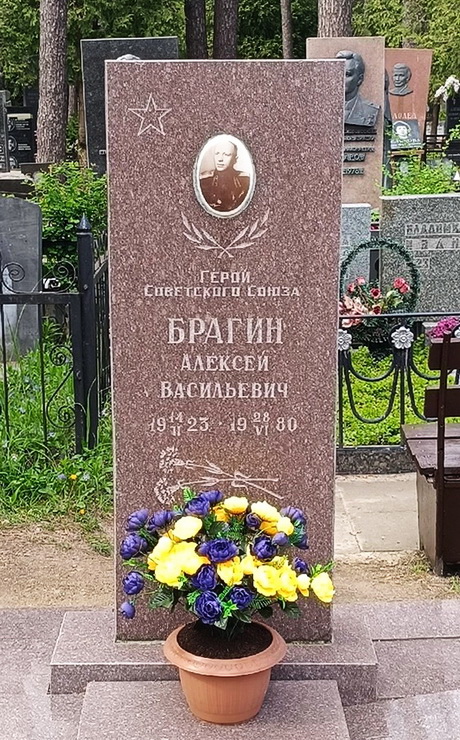 Герой
Советского Союза
БРАГИН
Алексей
Васильевич
19 14/II 23 · 19 28/VI 80